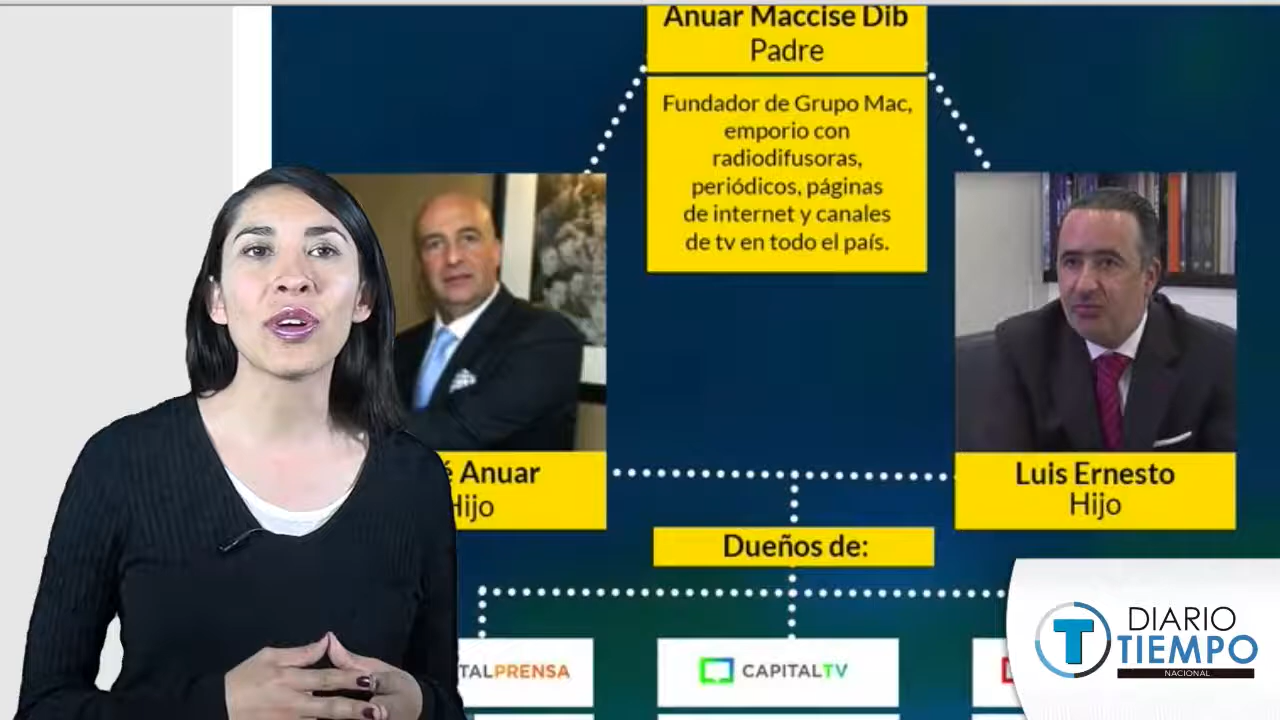 Anuar Maccise Dib
Padre
Fundador de Grupo Mac,
emporio con
radiodifusoras,
periódicos, páginas
de internet y canales
de tv en todo el país.
é Anuar
Hijo
Luis Ernesto
Hijo
Dueños de:
TALPRENSA
CAPITALTV
DIARIO
TIEMPO
NACIONAL